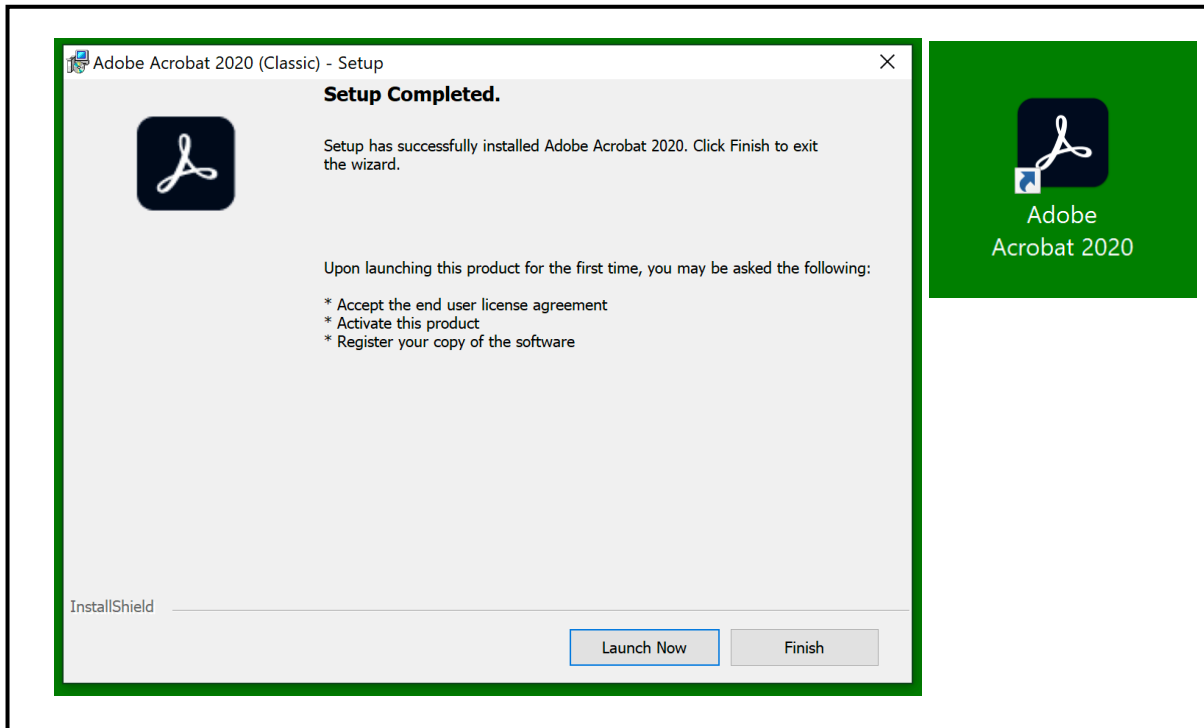 Adobe Acrobat 2020 (Classic) - Setup
Setup Completed.
Setup has successfully installed Adobe Acrobat 2020. Click Finish to exit
the wizard.
Upon launching this product for the first time, you may be asked the following:
* Accept the end user license agreement
* Activate this product
* Register your copy of the software
InstallShield
Launch Now
Finish
Adobe
Acrobat 2020